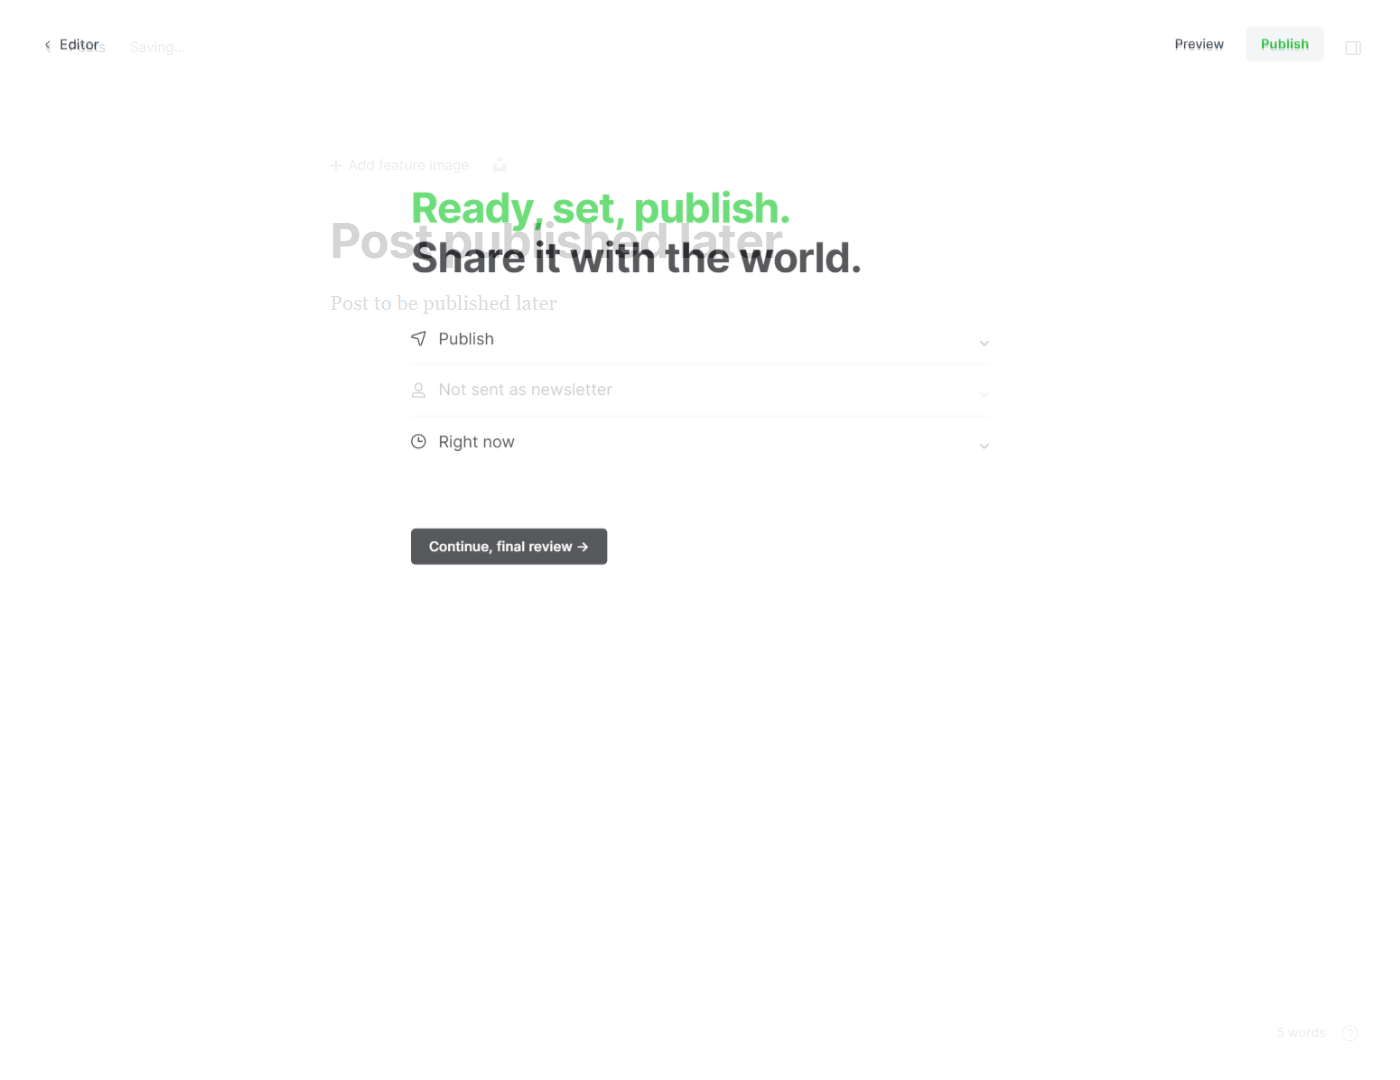 Editor
Posts
Saving...
Preview
Publish
Add feature image
Ready, set, publish.
Post published later
Share it with the world.
Post to be published later
Publish
Not sent as newsletter
Right now
Continue, final review →
5 words